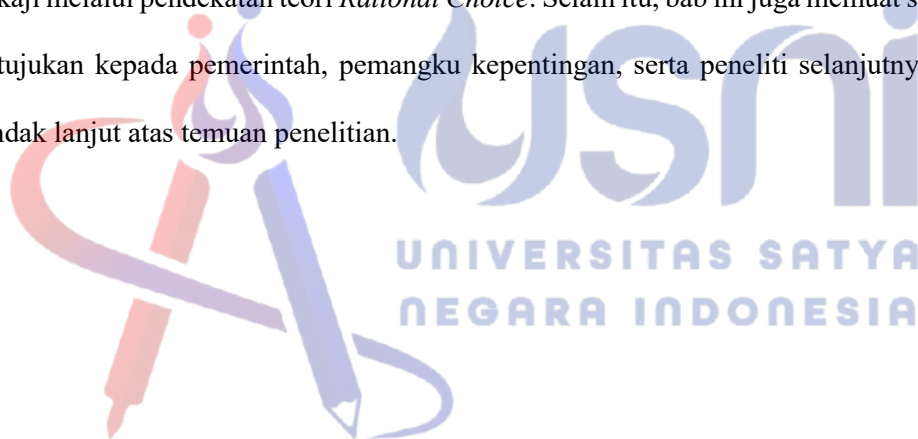 kaji melalui pendekatan teori Rational Choice. Selain itu, bab ini juga memuat s
tujukan kepada pemerintah, pemangku kepentingan, serta peneliti selanjutny
ndak lanjut atas temuan penelitian.
usni
UNIVERSITAS SATYA
NEGARA INDONESIA